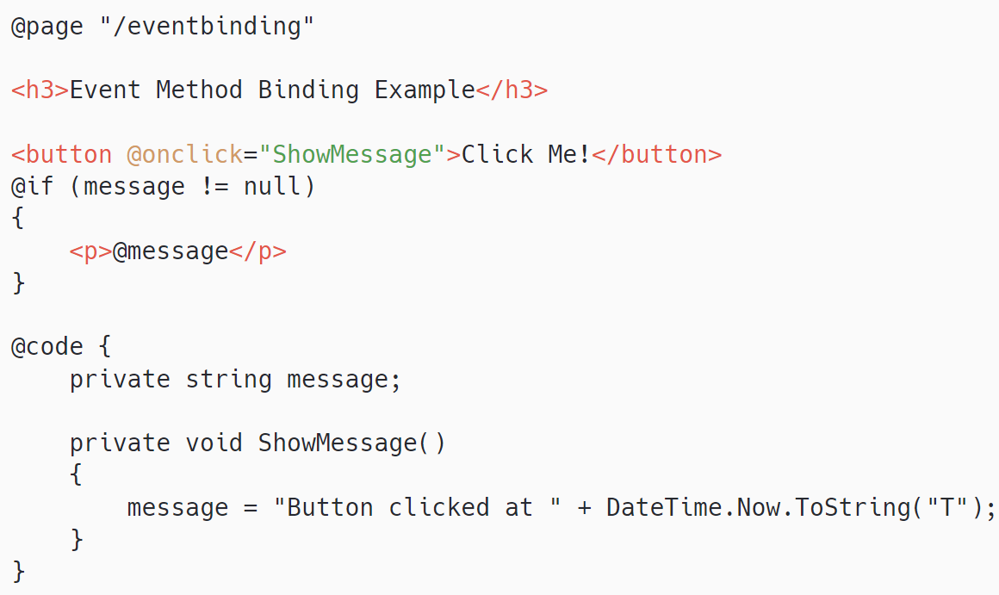 @page "/eventbinding"
<h3>Event Method Binding Example</h3>
<button @onclick="ShowMessage">Click Me!</button>
@if (message != null)
{
    <p>@message</p>
}
@code {
    private string message;
    private void ShowMessage()
    {
        message = "Button clicked at " + DateTime.Now.ToString("T");
    }
}